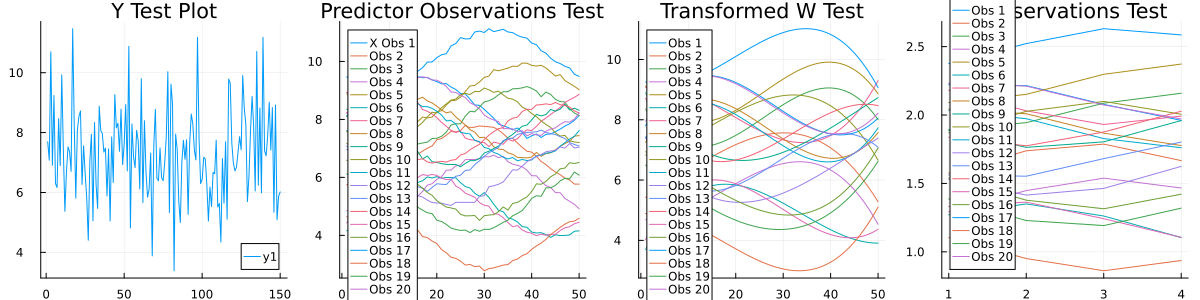 Y Test Plot
10
8
6
4
0
50
100
150
y1
Predictor Observations Test
10
8
6
4
0
20
30
40
50
X Obs 1
Obs 2
Obs 3
Obs 4
Obs 5
Obs 6
Obs 7
Obs 8
Obs 9
Obs 10
Obs 11
Obs 12
Obs 13
Obs 14
Obs 15
Obs 16
Obs 17
Obs 18
Obs 19
Obs 20
Transformed W Test
10
8
6
4
0
20
30
40
50
Obs 1
Obs 2
Obs 3
Obs 4
Obs 5
Obs 6
Obs 7
Obs 8
Obs 9
Obs 10
Obs 11
Obs 12
Obs 13
Obs 14
Obs 15
Obs 16
Obs 17
Obs 18
Obs 19
Obs 20
servations Test
2.5
2.0
1.5
1.0
1
2
3
4
Obs 1
Obs 2
Obs 3
Obs 4
Obs 5
Obs 6
Obs 7
Obs 8
Obs 9
Obs 10
Obs 11
Obs 12
Obs 13
Obs 14
Obs 15
Obs 16
Obs 17
Obs 18
Obs 19
Obs 20